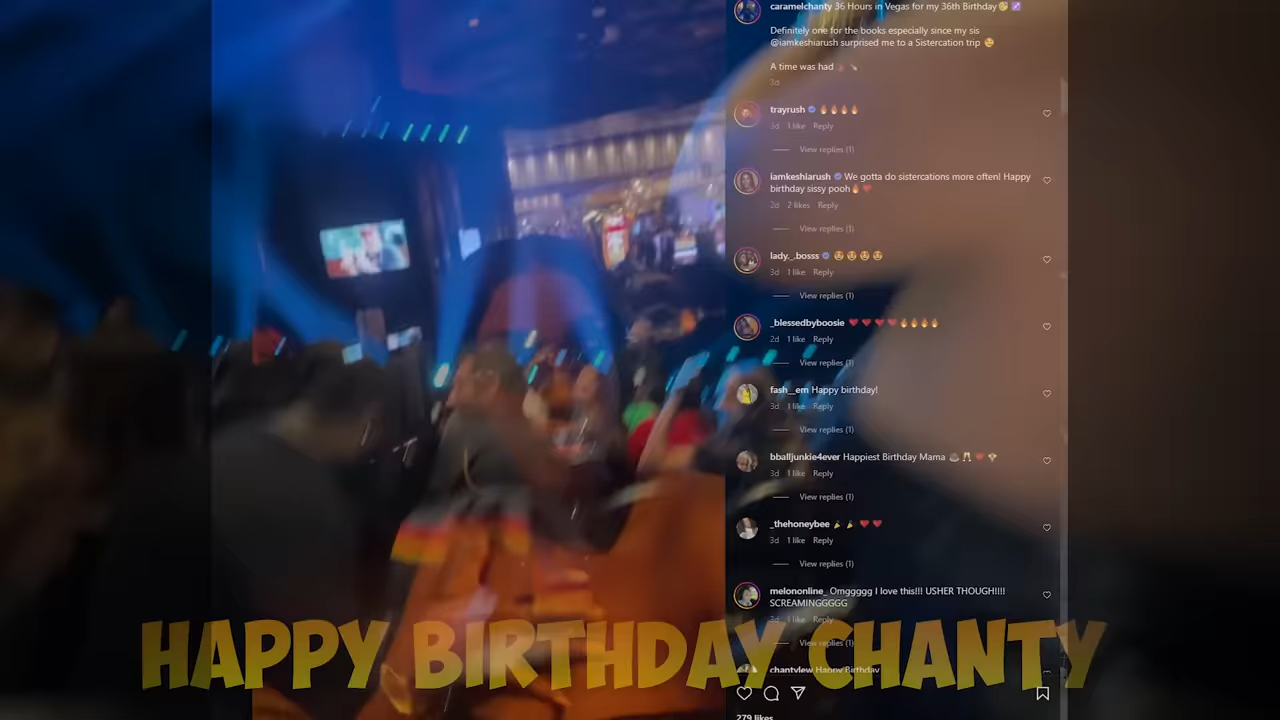 caramelchanty 36 Hours in Vegas for my 36th Birthday
Definitely one for the books especially since my sis
@iamkeshiarush surprised me to a Sistercation trip
A time was had
3d
trayrush
3d 1 like Reply
View replies (1)
iamkeshiarush We gotta do sistercations more often! Happy
birthday sissy pooh
2d 2 likes Reply
View replies (1)
lady._.bosss
3d 1 like Reply
View replies (1)
_blessedbyboosie
2d 1 like Reply
View replies (1)
fash__em Happy birthday!
3d 1 like Reply
View replies (1)
bballjunkie4ever Happiest Birthday Mama
3d 1 like Reply
View replies (1)
_thehoneybee
3d 1 like Reply
View replies (1)
melononline_ Omggggg I love this!!! USHER THOUGH!!!!
SCREAMINGGGGG
3d 1 like Reply
View replies (1)
chantylew Happy Birthday
HAPPY BIRTHDAY CHANTY
279 likes